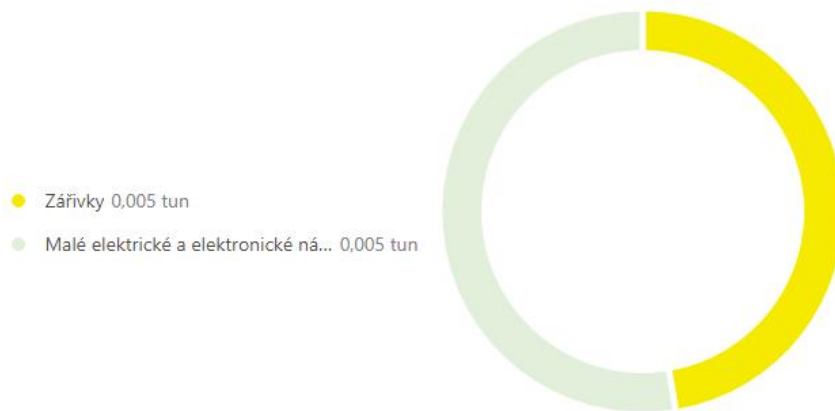 Zářivky 0,005 tun
Malé elektrické a elektronické ná... 0,005 tun